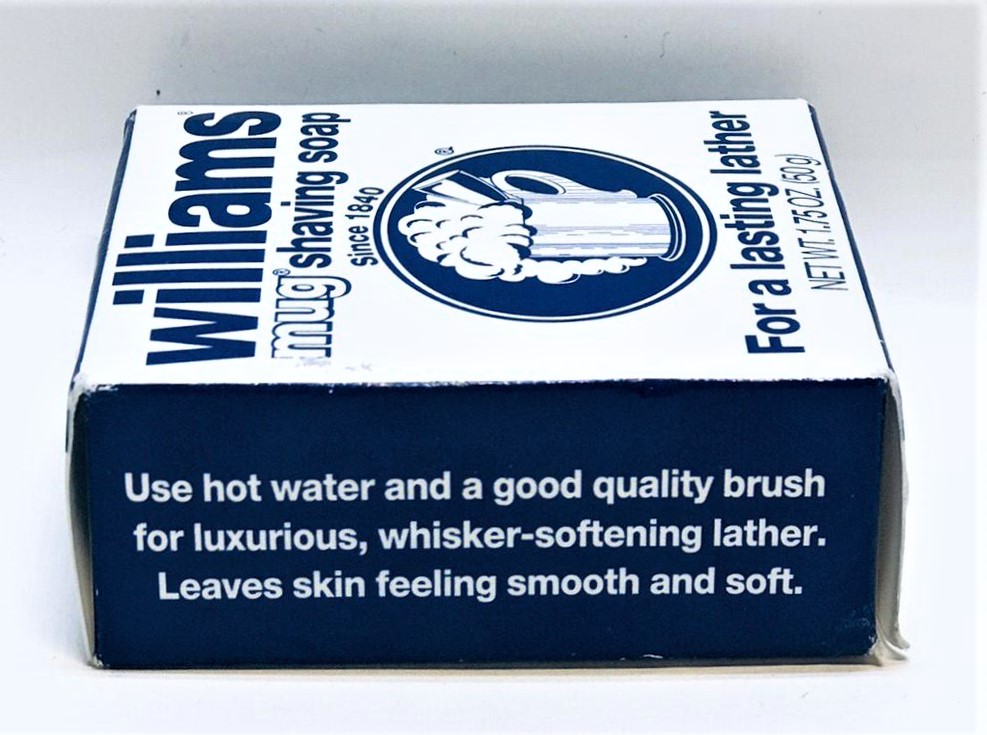 williams®
mug® shaving soap
since 1840
®
For a lasting lather
NET WT. 1.75 OZ. (50 g)
Use hot water and a good quality brush
for luxurious, whisker-softening lather.
Leaves skin feeling smooth and soft.